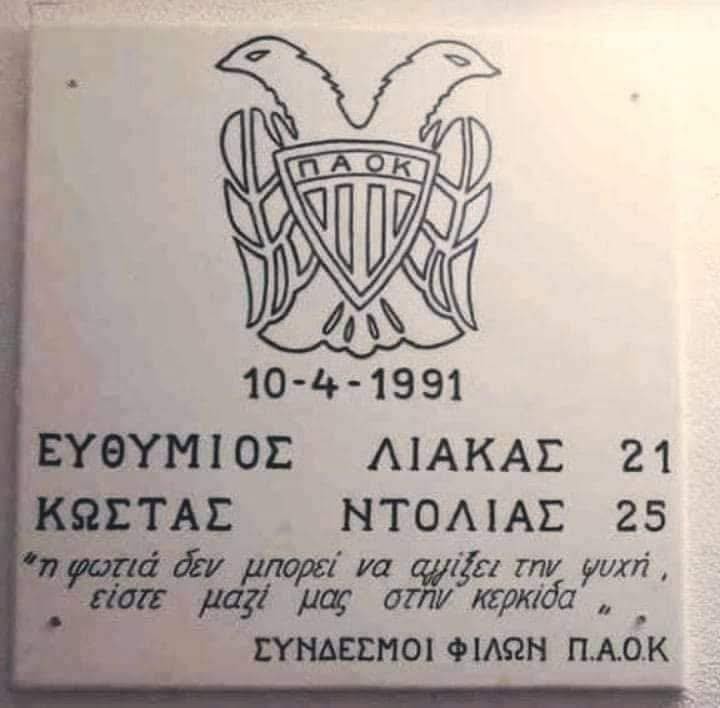 ΠΑΟΚ
10-4-1991
ΕΥΘΥΜΙΟΣ ΛΙΑΚΑΣ 21
ΚΩΣΤΑΣ ΝΤΟΛΙΑΣ 25
"η φωτιά δεν μπορεί να αγγίξει την ψυχή,
είστε μαζί μας στήν κερκίδα"
ΣΥΝΔΕΣΜΟΙ ΦΙΛΩΝ Π.Α.Ο.Κ